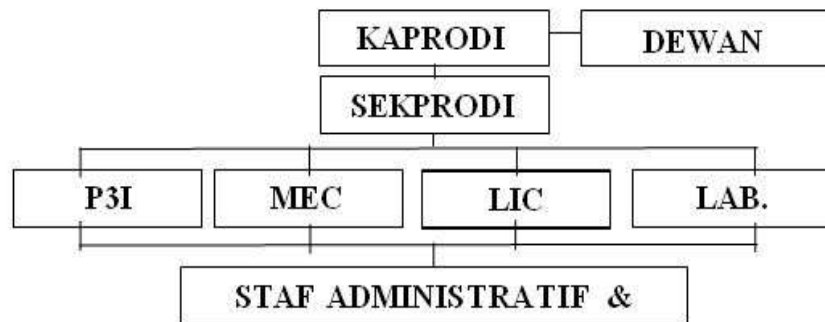 KAPRODI
DEWAN
SEKPRODI
P3I
MEC
LIC
LAB.
STAF ADMINISTRATIF &